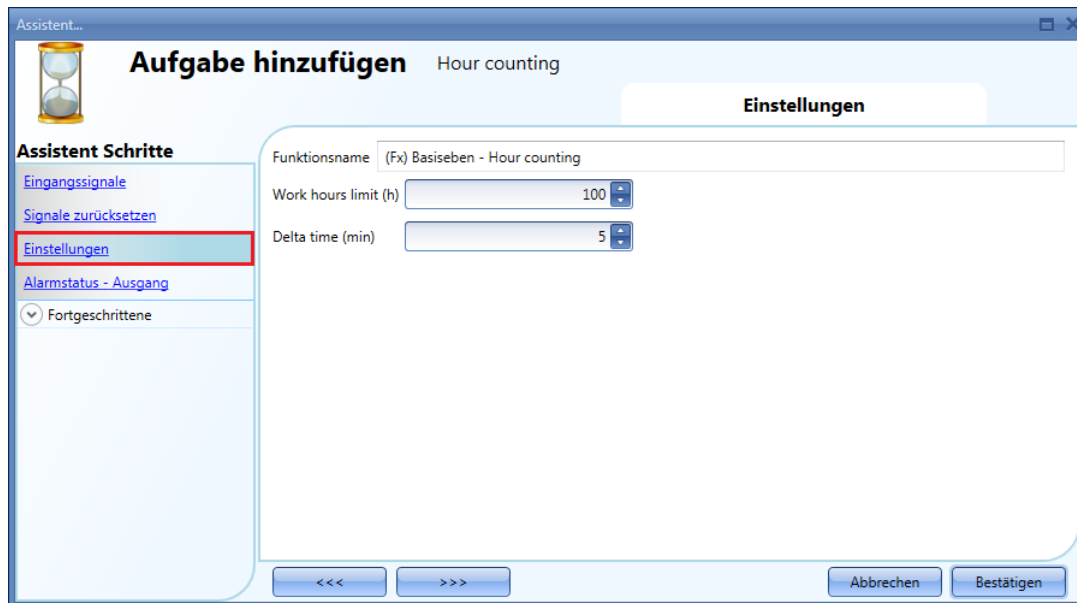 Assistent...
Aufgabe hinzufügen Hour counting
Einstellungen
Assistent Schritte
Eingangssignale
Signale zurücksetzen
Einstellungen
Alarmstatus - Ausgang
Fortgeschrittene
Funktionsname (Fx) Basiseben - Hour counting
Work hours limit (h) 100
Delta time (min) 5
<<< >>> Abbrechen Bestätigen